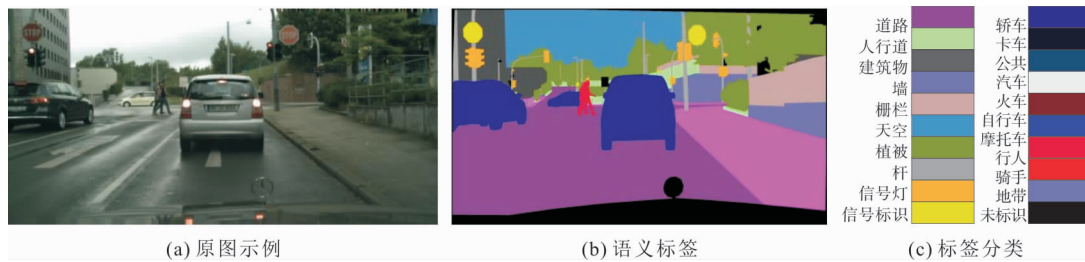 STOP
STOP
道路
人行道
建筑物
墙
栅栏
天空
植被
杆
信号灯
信号标识
轿车
卡车
公共
汽车
火车
自行车
摩托车
行人
骑手
地带
未标识
(a) 原图示例
(b) 语义标签
(c) 标签分类